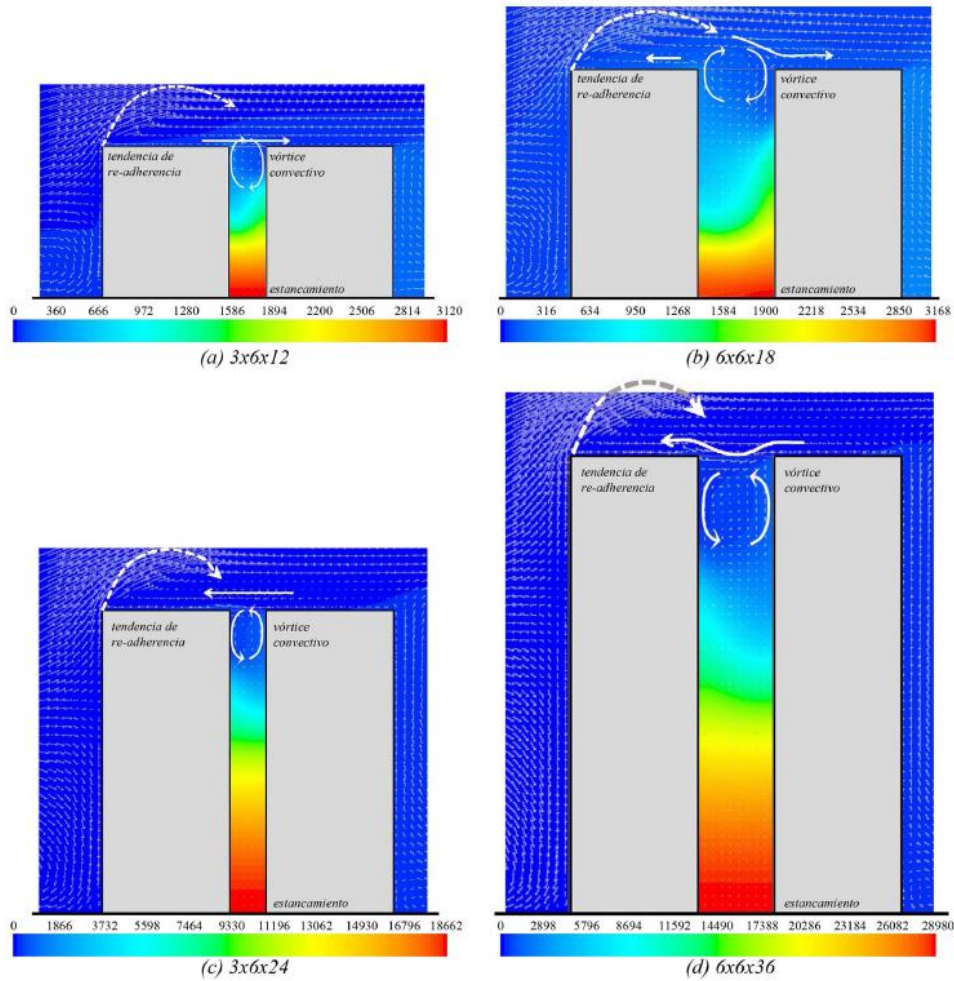 tendencia de
re-adherencia
vórtice
convectivo
estancamiento
0 360 666 972 1280 1586 1894 2200 2506 2814 3120
(a) 3x6x12
tendencia de
re-adherencia
vórtice
convectivo
estancamiento
0 316 634 950 1268 1584 1900 2218 2534 2850 3168
(b) 6x6x18
tendencia de
re-adherencia
vórtice
convectivo
estancamiento
0 1866 3732 5598 7464 9330 11196 13062 14930 16796 18662
(c) 3x6x24
tendencia de
re-adherencia
vórtice
convectivo
estancamiento
0 2898 5796 8694 11592 14490 17388 20286 23184 26082 28980
(d) 6x6x36